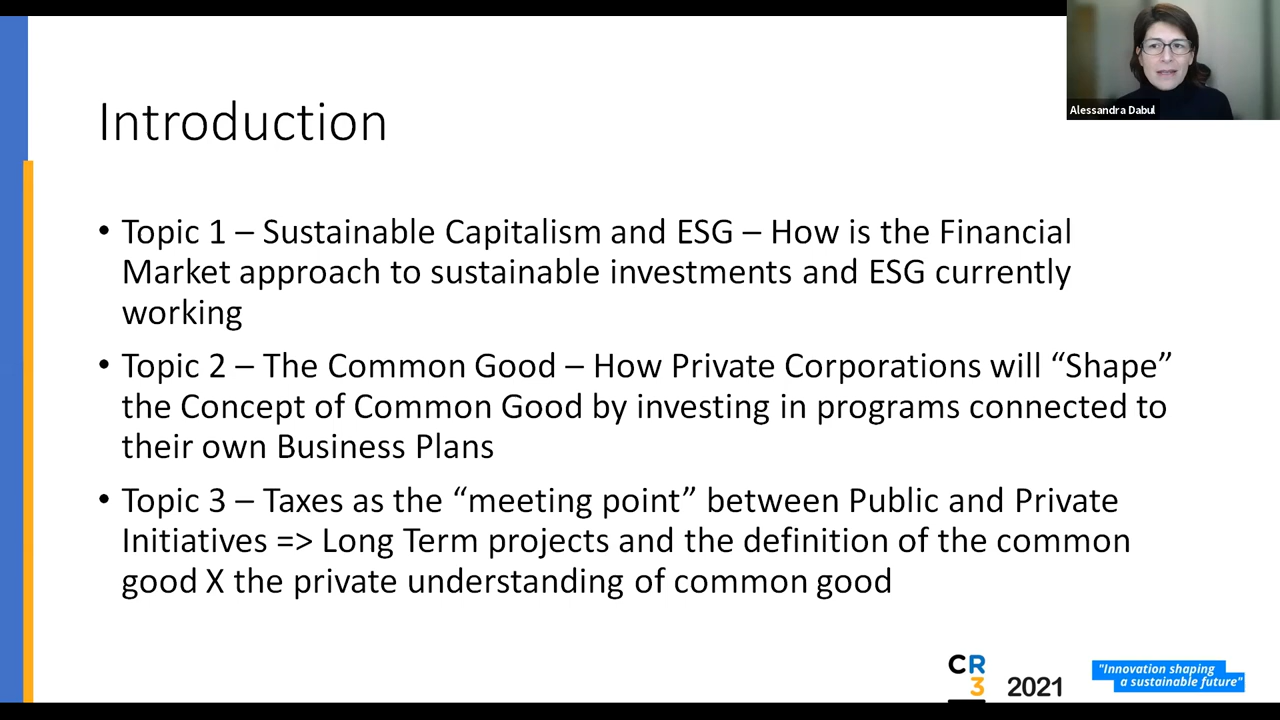 Alessandra Dabul
Introduction
• Topic 1 – Sustainable Capitalism and ESG – How is the Financial
Market approach to sustainable investments and ESG currently
working
• Topic 2 – The Common Good – How Private Corporations will “Shape”
the Concept of Common Good by investing in programs connected to
their own Business Plans
• Topic 3 – Taxes as the “meeting point” between Public and Private
Initiatives => Long Term projects and the definition of the common
good X the private understanding of common good
CR
3
2021
"Innovation shaping
a sustainable future"